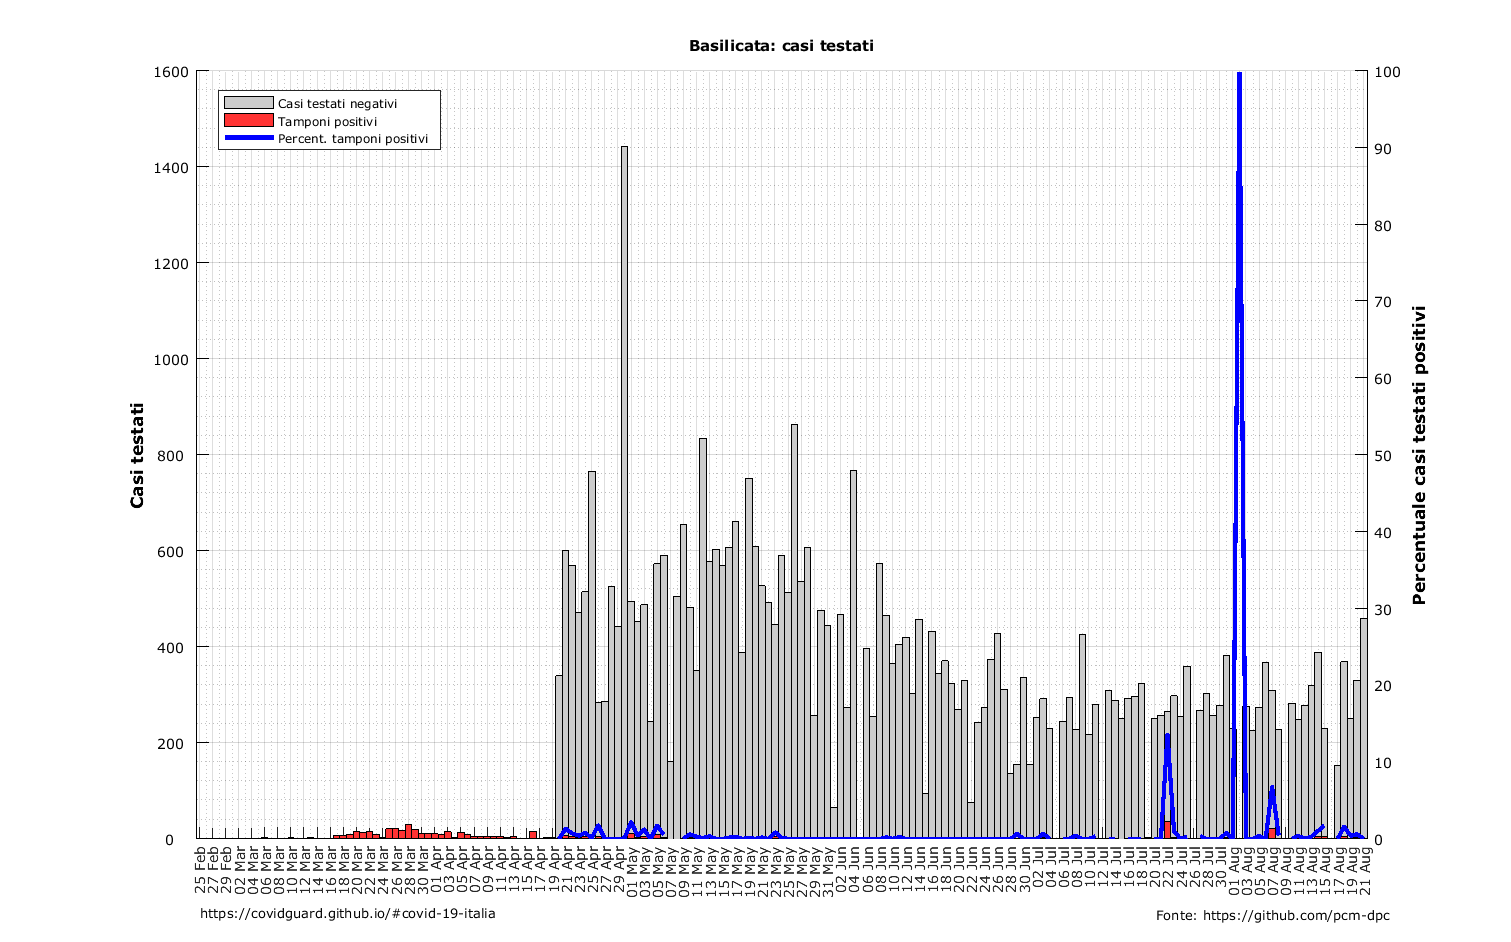 Basilicata: casi testati
Casi testati negativi
Tamponi positivi
Percent. tamponi positivi
Casi testati
1600
1400
1200
1000
800
600
400
200
0
100
90
80
70
60
50
40
30
20
10
0
Percentuale casi testati positivi
25 Feb
27 Feb
29 Feb
02 Mar
04 Mar
06 Mar
08 Mar
10 Mar
12 Mar
14 Mar
16 Mar
18 Mar
20 Mar
22 Mar
24 Mar
26 Mar
28 Mar
30 Mar
01 Apr
03 Apr
05 Apr
07 Apr
09 Apr
11 Apr
13 Apr
15 Apr
17 Apr
19 Apr
21 Apr
23 Apr
25 Apr
27 Apr
29 Apr
01 May
03 May
05 May
07 May
09 May
11 May
13 May
15 May
17 May
19 May
21 May
23 May
25 May
27 May
29 May
31 May
02 Jun
04 Jun
06 Jun
08 Jun
10 Jun
12 Jun
14 Jun
16 Jun
18 Jun
20 Jun
22 Jun
24 Jun
26 Jun
28 Jun
30 Jun
02 Jul
04 Jul
06 Jul
08 Jul
10 Jul
12 Jul
14 Jul
16 Jul
18 Jul
20 Jul
22 Jul
24 Jul
26 Jul
28 Jul
30 Jul
01 Aug
03 Aug
05 Aug
07 Aug
09 Aug
11 Aug
13 Aug
15 Aug
17 Aug
19 Aug
21 Aug
https://covidguard.github.io/#covid-19-italia
Fonte: https://github.com/pcm-dpc